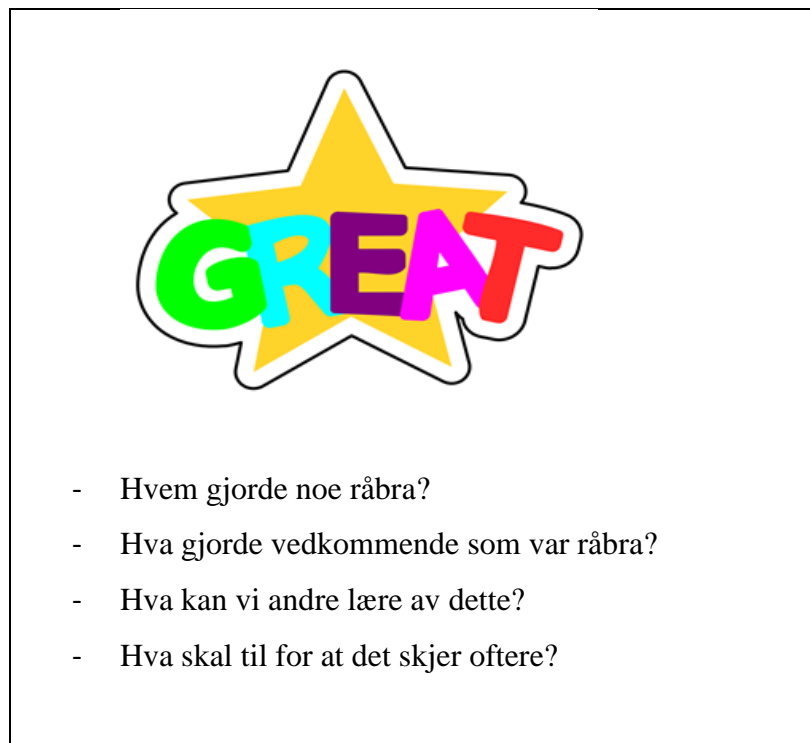 GREAT
- Hvem gjorde noe råbra?
- Hva gjorde vedkommende som var råbra?
- Hva kan vi andre lære av dette?
- Hva skal til for at det skjer oftere?